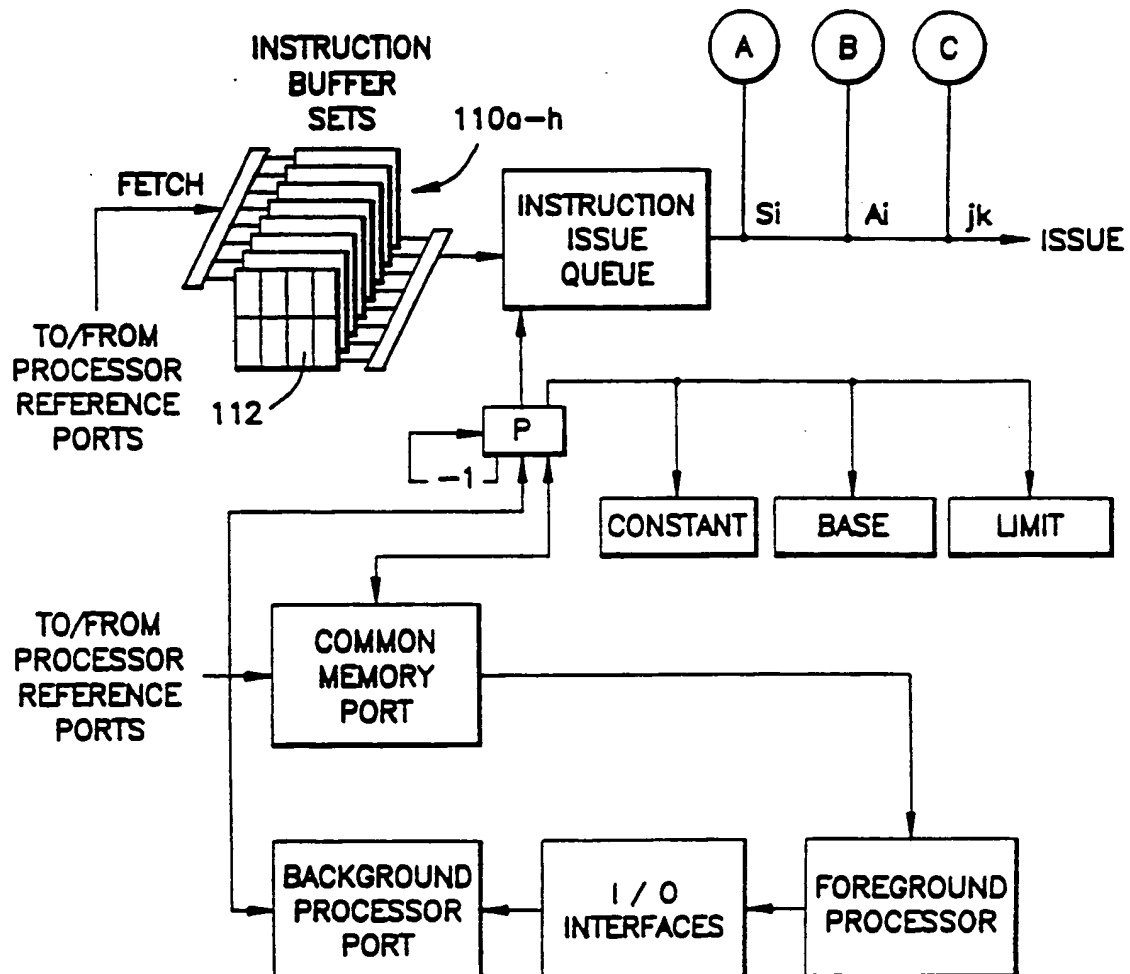 A
B
C
INSTRUCTION
BUFFER
SETS
110a-h
FETCH
INSTRUCTION
ISSUE
QUEUE
Si
Ai
jk
ISSUE
TO/FROM
PROCESSOR
REFERENCE
PORTS
112
P
-1
CONSTANT
BASE
LIMIT
TO/FROM
PROCESSOR
REFERENCE
PORTS
COMMON
MEMORY
PORT
BACKGROUND
PROCESSOR
PORT
I / O
INTERFACES
FOREGROUND
PROCESSOR